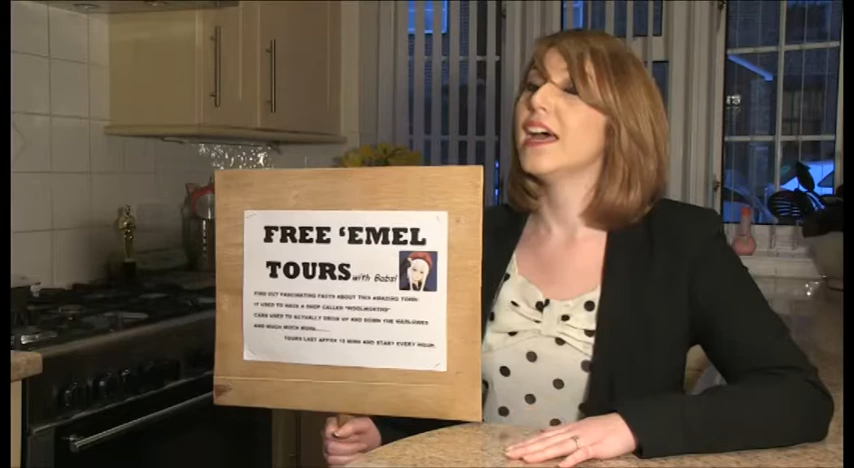 FREE ‘EMEL
TOURS with Babs!
FIND OUT FASCINATING FACTS ABOUT THIS AMAZING TOWN:
IT USED TO HAVE A SHOP CALLED "WOOLWORTHS"
CARS USED TO ACTUALLY DRIVE UP AND DOWN THE MARLOWES
AND MUCH MUCH MORE.....
TOURS LAST APPROX 10 MINS AND START EVERY HOUR.